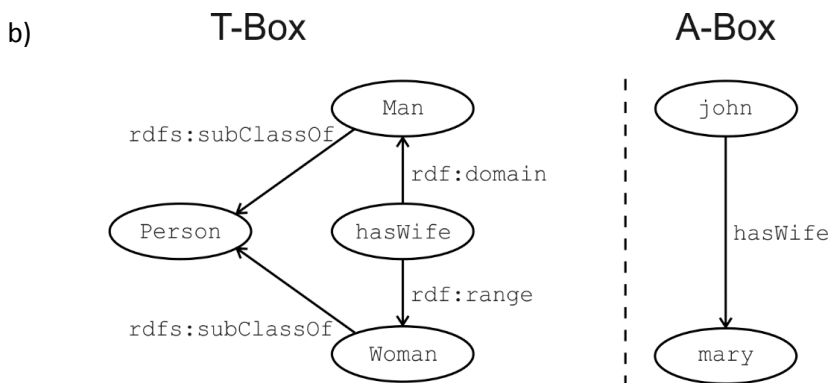 b)
T-Box
A-Box
Man
john
rdfs:subClassOf
rdf:domain
Person
hasWife
hasWife
rdf:range
rdfs:subClassOf
Woman
mary